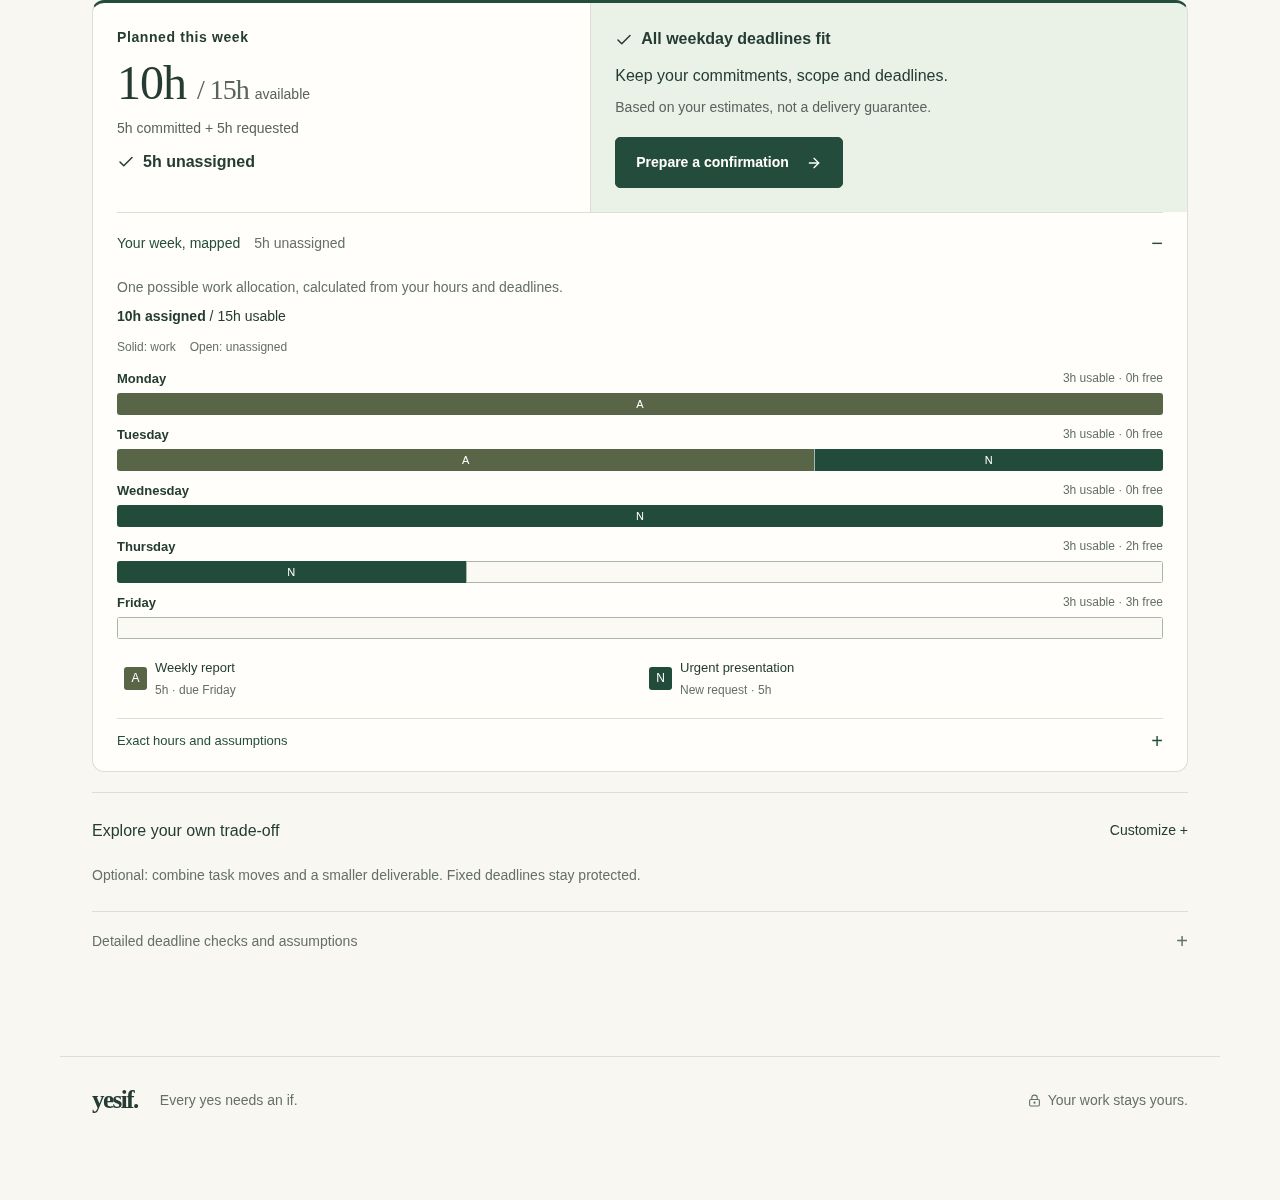 Planned this week
10h / 15h available
5h committed + 5h requested
5h unassigned
All weekday deadlines fit
Keep your commitments, scope and deadlines.
Based on your estimates, not a delivery guarantee.
Prepare a confirmation →
Your week, mapped 5h unassigned −
One possible work allocation, calculated from your hours and deadlines.
10h assigned / 15h usable
Solid: work Open: unassigned
Monday 3h usable · 0h free
A
Tuesday 3h usable · 0h free
A N
Wednesday 3h usable · 0h free
N
Thursday 3h usable · 2h free
N
Friday 3h usable · 3h free
A Weekly report
5h · due Friday
N Urgent presentation
New request · 5h
Exact hours and assumptions +
Explore your own trade-off Customize +
Optional: combine task moves and a smaller deliverable. Fixed deadlines stay protected.
Detailed deadline checks and assumptions +
yesif. Every yes needs an if. Your work stays yours.